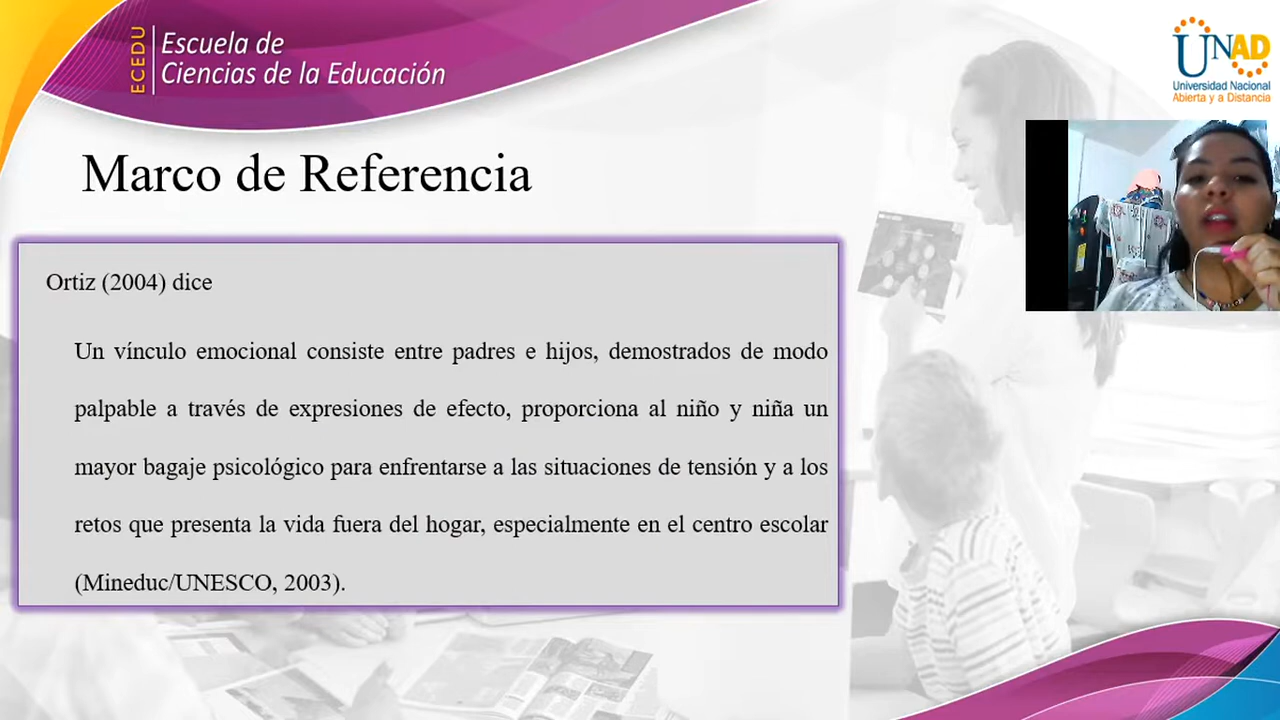 ECEDU
Escuela de
Ciencias de la Educación
UNAD
Universidad Nacional
Abierta y a Distancia
Marco de Referencia
Ortiz (2004) dice
Un vínculo emocional consiste entre padres e hijos, demostrados de modo
palpable a través de expresiones de efecto, proporciona al niño y niña un
mayor bagaje psicológico para enfrentarse a las situaciones de tensión y a los
retos que presenta la vida fuera del hogar, especialmente en el centro escolar
(Mineduc/UNESCO, 2003).